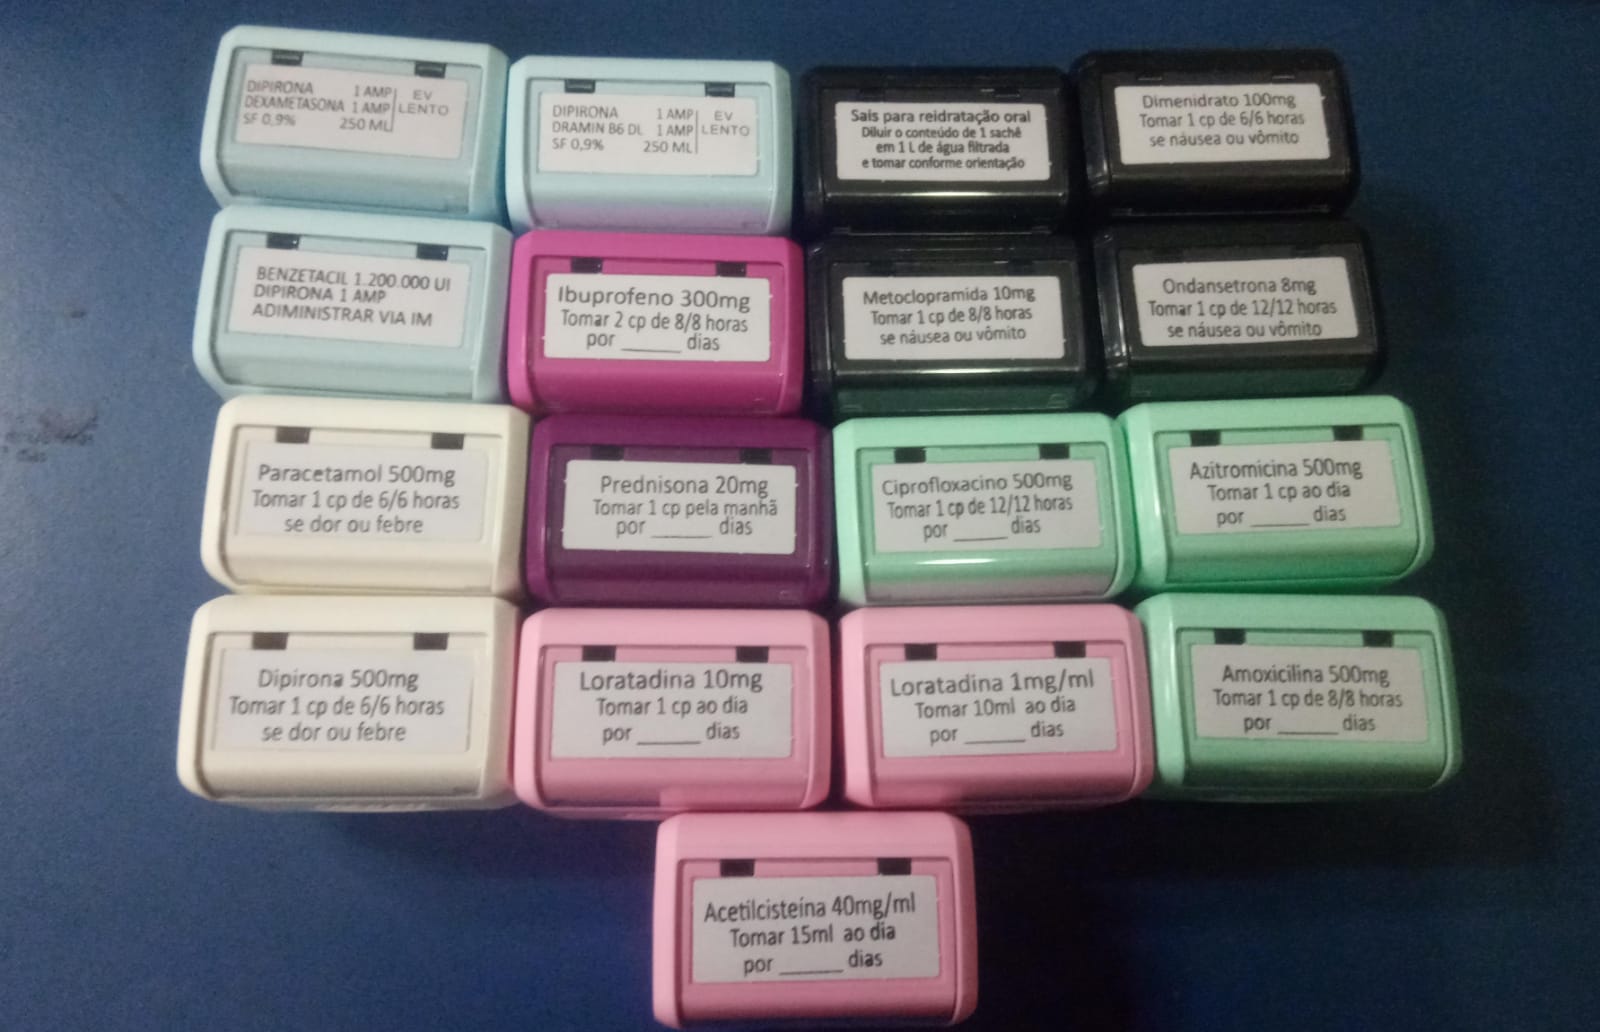 DIPIRONA 1 AMP EV
DEXAMETASONA 1 AMP LENTO
SF 0,9% 250 ML
DIPIRONA 1 AMP EV
DRAMIN B6 DL 1 AMP LENTO
SF 0,9% 250 ML
Sais para reidratação oral
Diluir o conteúdo de 1 sachê
em 1 L de água filtrada
e tomar conforme orientação
Dimenidrato 100mg
Tomar 1 cp de 6/6 horas
se náusea ou vômito
BENZETACIL 1.200.000 UI
DIPIRONA 1 AMP
ADIMINISTRAR VIA IM
Ibuprofeno 300mg
Tomar 2 cp de 8/8 horas
por ______ dias
Metoclopramida 10mg
Tomar 1 cp de 8/8 horas
se náusea ou vômito
Ondansetrona 8mg
Tomar 1 cp de 12/12 horas
se náusea ou vômito
Paracetamol 500mg
Tomar 1 cp de 6/6 horas
se dor ou febre
Prednisona 20mg
Tomar 1 cp pela manhã
por ______ dias
Ciprofloxacino 500mg
Tomar 1 cp de 12/12 horas
por ______ dias
Azitromicina 500mg
Tomar 1 cp ao dia
por ______ dias
Dipirona 500mg
Tomar 1 cp de 6/6 horas
se dor ou febre
Loratadina 10mg
Tomar 1 cp ao dia
por ______ dias
Loratadina 1mg/ml
Tomar 10ml ao dia
por ______ dias
Amoxicilina 500mg
Tomar 1 cp de 8/8 horas
por ______ dias
Acetilcisteína 40mg/ml
Tomar 15ml ao dia
por ______ dias